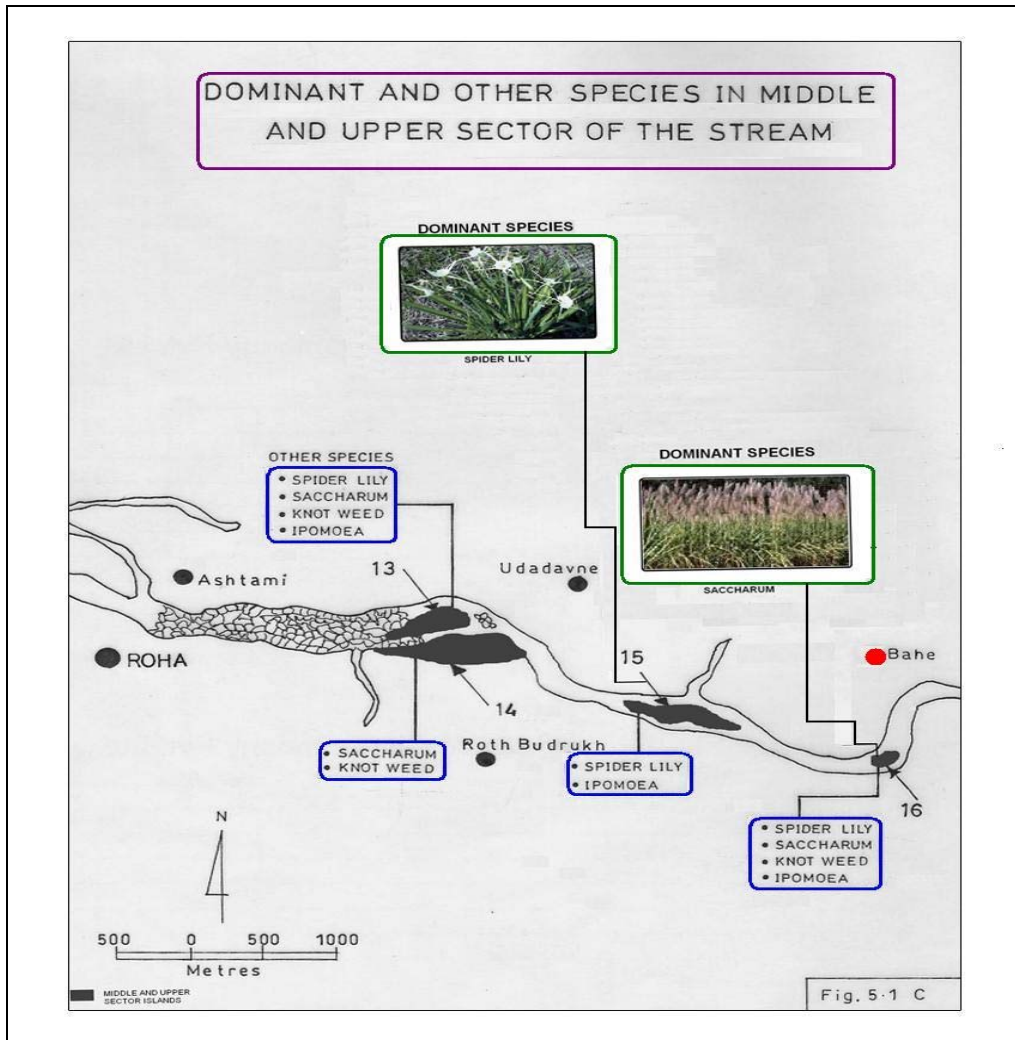 DOMINANT AND OTHER SPECIES IN MIDDLE
AND UPPER SECTOR OF THE STREAM
DOMINANT SPECIES
SPIDER LILY
DOMINANT SPECIES
SACCHARUM
OTHER SPECIES
• SPIDER LILY
• SACCHARUM
• KNOT WEED
• IPOMOEA
13
Ashtami
Udadavne
ROHA
15
Bahe
14
Roth Budrukh
• SACCHARUM
• KNOT WEED
• SPIDER LILY
• IPOMOEA
16
• SPIDER LILY
• SACCHARUM
• KNOT WEED
• IPOMOEA
N
500 0 500 1000
Metres
MIDDLE AND UPPER
SECTOR ISLANDS
Fig. 5·1 C